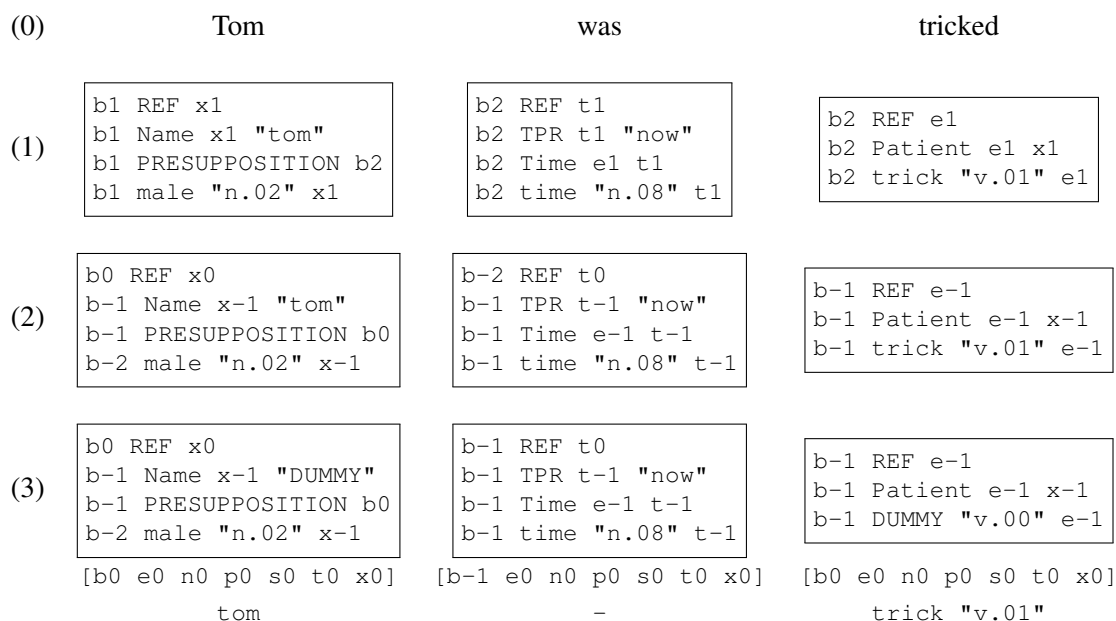 (0) Tom was tricked
(1)
b1 REF x1
b1 Name x1 "tom"
b1 PRESUPPOSITION b2
b1 male "n.02" x1
b2 REF t1
b2 TPR t1 "now"
b2 Time e1 t1
b2 time "n.08" t1
b2 REF e1
b2 Patient e1 x1
b2 trick "v.01" e1
(2)
b0 REF x0
b-1 Name x-1 "tom"
b-1 PRESUPPOSITION b0
b-2 male "n.02" x-1
b-2 REF t0
b-1 TPR t-1 "now"
b-1 Time e-1 t-1
b-1 time "n.08" t-1
b-1 REF e-1
b-1 Patient e-1 x-1
b-1 trick "v.01" e-1
(3)
b0 REF x0
b-1 Name x-1 "DUMMY"
b-1 PRESUPPOSITION b0
b-2 male "n.02" x-1
b-1 REF t0
b-1 TPR t-1 "now"
b-1 Time e-1 t-1
b-1 time "n.08" t-1
b-1 REF e-1
b-1 Patient e-1 x-1
b-1 DUMMY "v.00" e-1
[b0 e0 n0 p0 s0 t0 x0] [b-1 e0 n0 p0 s0 t0 x0] [b0 e0 n0 p0 s0 t0 x0]
tom - trick "v.01"